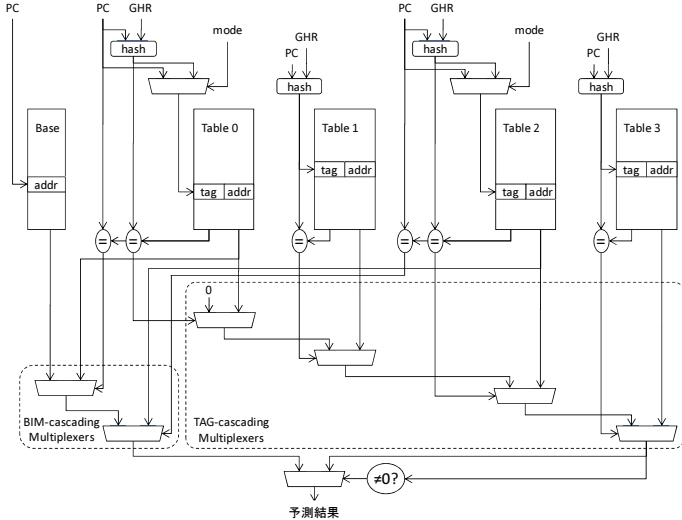 PC
PC GHR
PC GHR
hash
mode
GHR
PC
hash
hash
mode
GHR
PC
hash
Base
Table 0
Table 1
Table 2
Table 3
addr
tag addr
tag addr
tag addr
tag addr
= =
=
= =
=
0
BIM-cascading
Multiplexers
TAG-cascading
Multiplexers
≠0?
予測結果